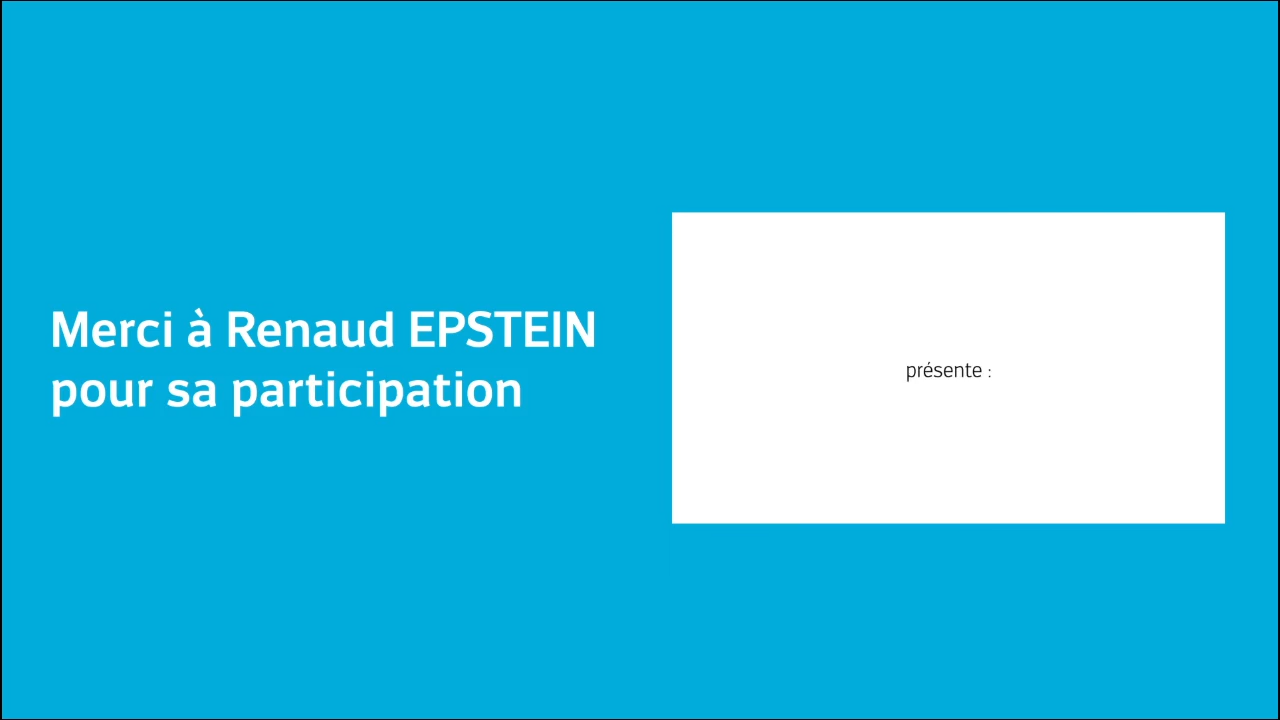 Merci à Renaud EPSTEIN
pour sa participation
présente :